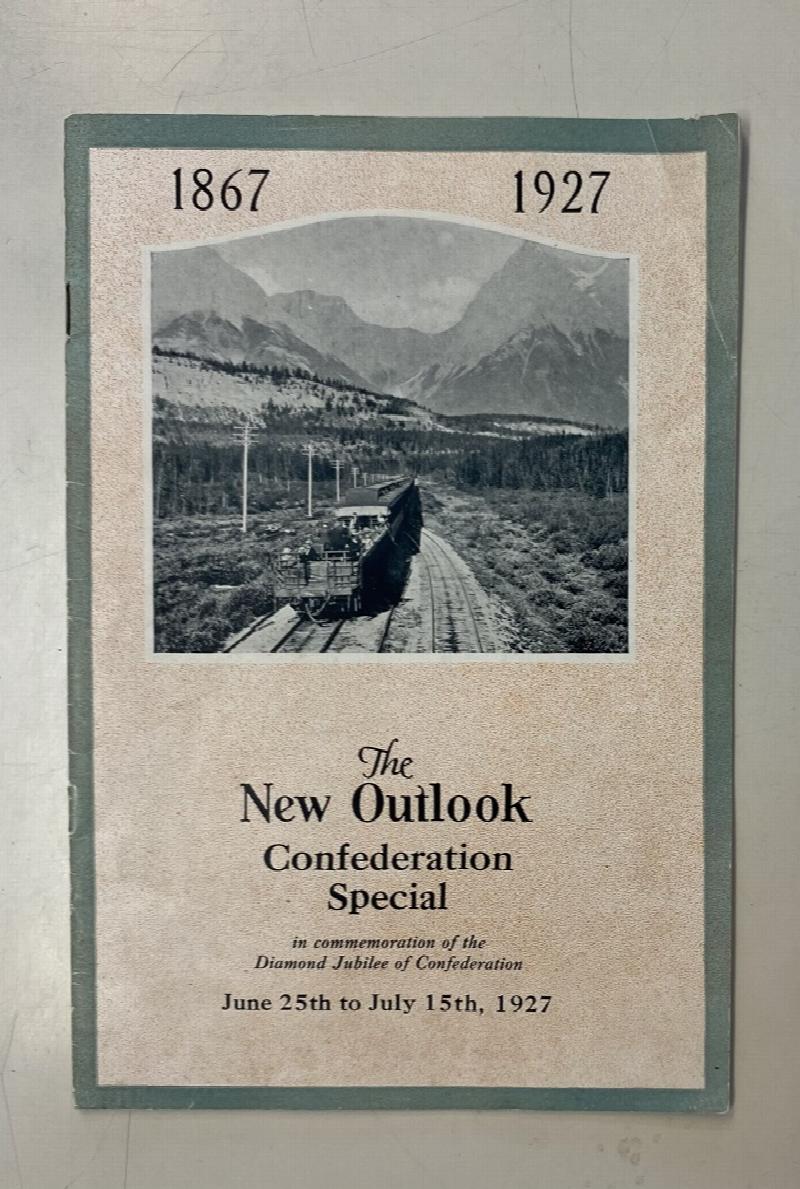 1867 1927
The
New Outlook
Confederation
Special
in commemoration of the
Diamond Jubilee of Confederation
June 25th to July 15th, 1927